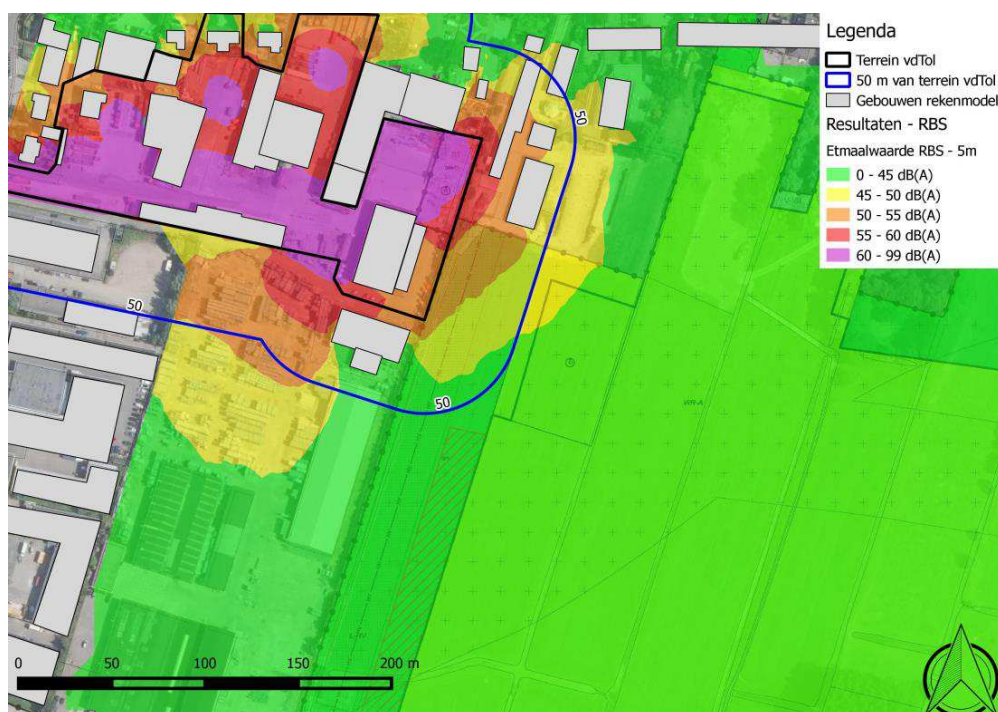 Legenda
Terrein vdTol
50 m van terrein vdTol
Gebouwen rekenmodel
Resultaten - RBS
Etmaalwaarde RBS - 5m
0 - 45 dB(A)
45 - 50 dB(A)
50 - 55 dB(A)
55 - 60 dB(A)
60 - 99 dB(A)
50
50
50
0 50 100 150 200 m